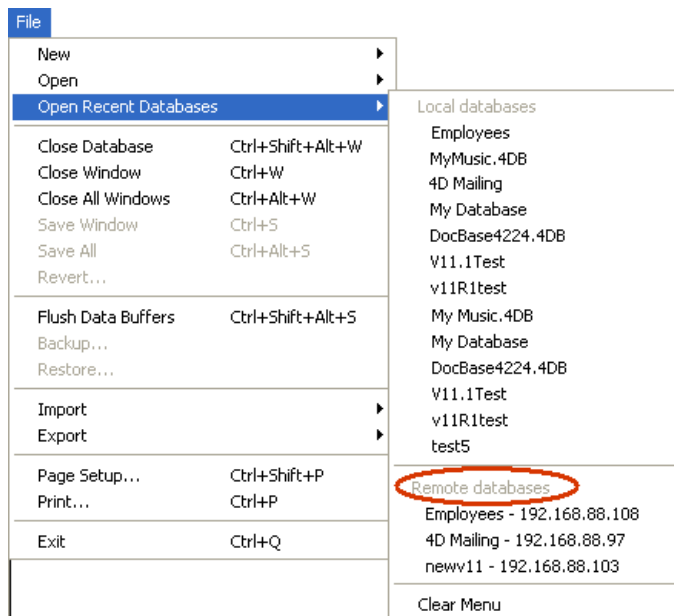 File
New
Open
Open Recent Databases
Close Database Ctrl+Shift+Alt+W
Close Window Ctrl+W
Close All Windows Ctrl+Alt+W
Save Window Ctrl+S
Save All Ctrl+Alt+S
Revert...
Flush Data Buffers Ctrl+Shift+Alt+S
Backup...
Restore...
Import
Export
Page Setup... Ctrl+Shift+P
Print... Ctrl+P
Exit Ctrl+Q
Local databases
Employees
MyMusic.4DB
4D Mailing
My Database
DocBase4224.4DB
V11.1Test
v11R1test
My Music.4DB
My Database
DocBase4224.4DB
V11.1Test
v11R1test
test5
Remote databases
Employees - 192.168.88.108
4D Mailing - 192.168.88.97
newv11 - 192.168.88.103
Clear Menu